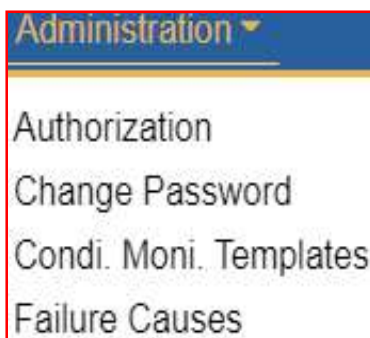 Administration
Authorization
Change Password
Condi. Moni. Templates
Failure Causes